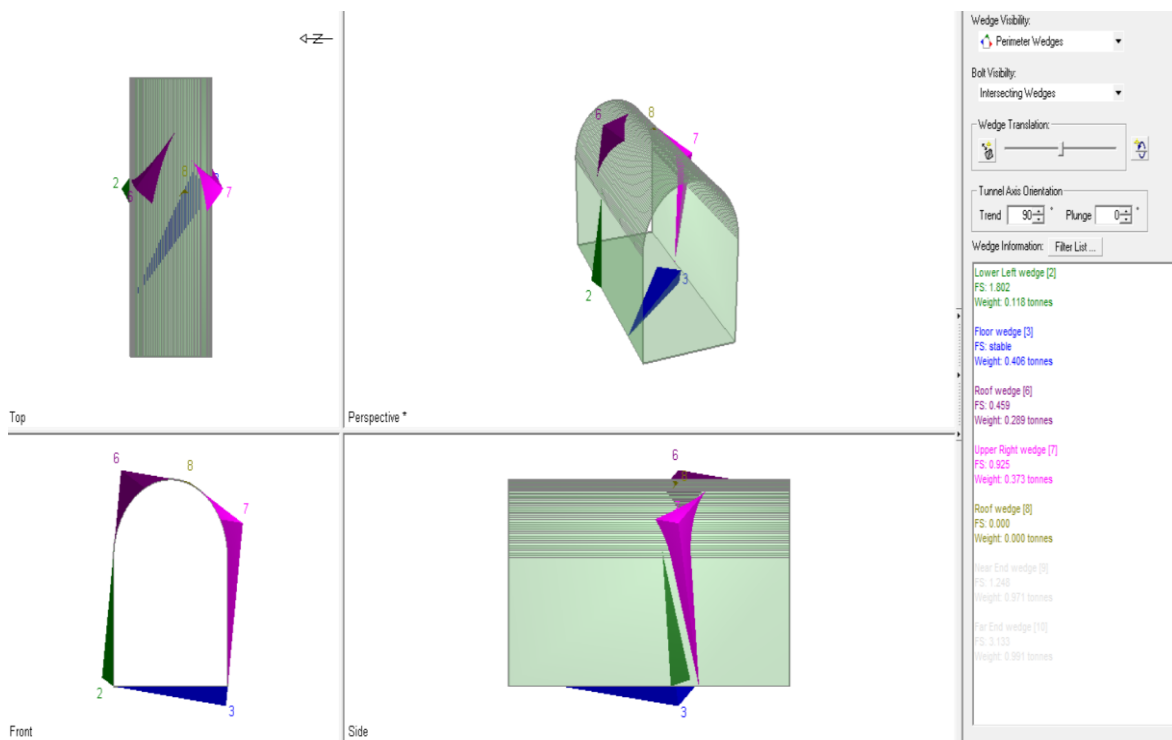 Z
2
6
8
7
Top
6
8
7
2
3
Perspective *
6
8
7
2
3
Front
6
8
3
Side
Wedge Visibility:
Perimeter Wedges
Bolt Visibility:
Intersecting Wedges
Wedge Translation:
Tunnel Axis Orientation
Trend 90 ° Plunge 0 °
Wedge Information: Filter List ...
Lower Left wedge [2]
FS: 1.802
Weight: 0.118 tonnes
Floor wedge [3]
FS: stable
Weight: 0.406 tonnes
Roof wedge [6]
FS: 0.459
Weight: 0.289 tonnes
Upper Right wedge [7]
FS: 0.925
Weight: 0.373 tonnes
Roof wedge [8]
FS: 0.000
Weight: 0.000 tonnes
Near End wedge [9]
FS: 1.248
Weight: 0.971 tonnes
Far End wedge [10]
FS: 3.133
Weight: 0.991 tonnes